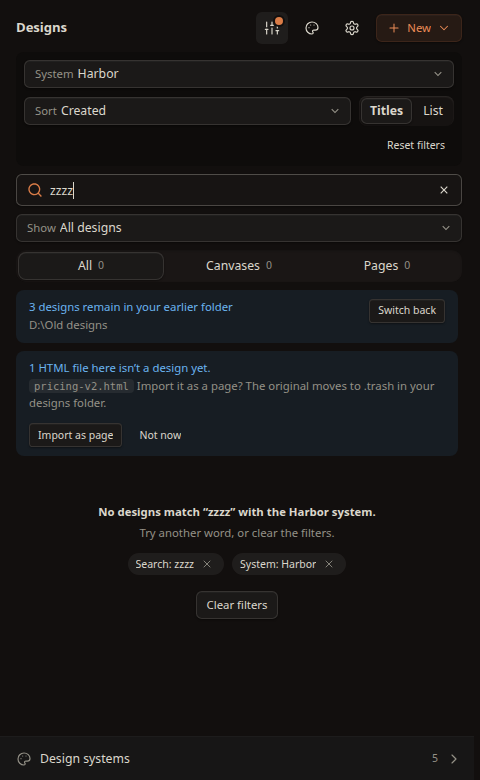 Designs
New
System Harbor
Sort Created
Titles
List
Reset filters
zzzz
Show All designs
All 0
Canvases 0
Pages 0
3 designs remain in your earlier folder
D:\Old designs
Switch back
1 HTML file here isn’t a design yet.
pricing-v2.html Import it as a page? The original moves to .trash in your
designs folder.
Import as page
Not now
No designs match “zzzz” with the Harbor system.
Try another word, or clear the filters.
Search: zzzz
System: Harbor
Clear filters
Design systems
5